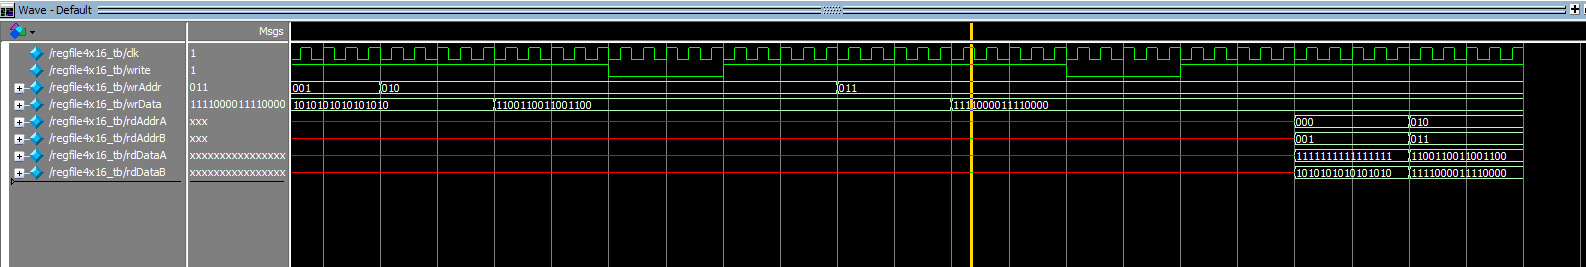 Wave - Default
Msgs
/regfile4x16_tb/clk 1
/regfile4x16_tb/write 1
/regfile4x16_tb/wrAddr 011 001 010 011
/regfile4x16_tb/wrData 1111000011110000 1010101010101010 1100110011001100 1111000011110000
/regfile4x16_tb/rdAddrA xxx 000 010
/regfile4x16_tb/rdAddrB xxx 001 011
/regfile4x16_tb/rdDataA xxxxxxxxxxxxxxxx 1111111111111111 1100110011001100
/regfile4x16_tb/rdDataB xxxxxxxxxxxxxxxx 1010101010101010 1111000011110000